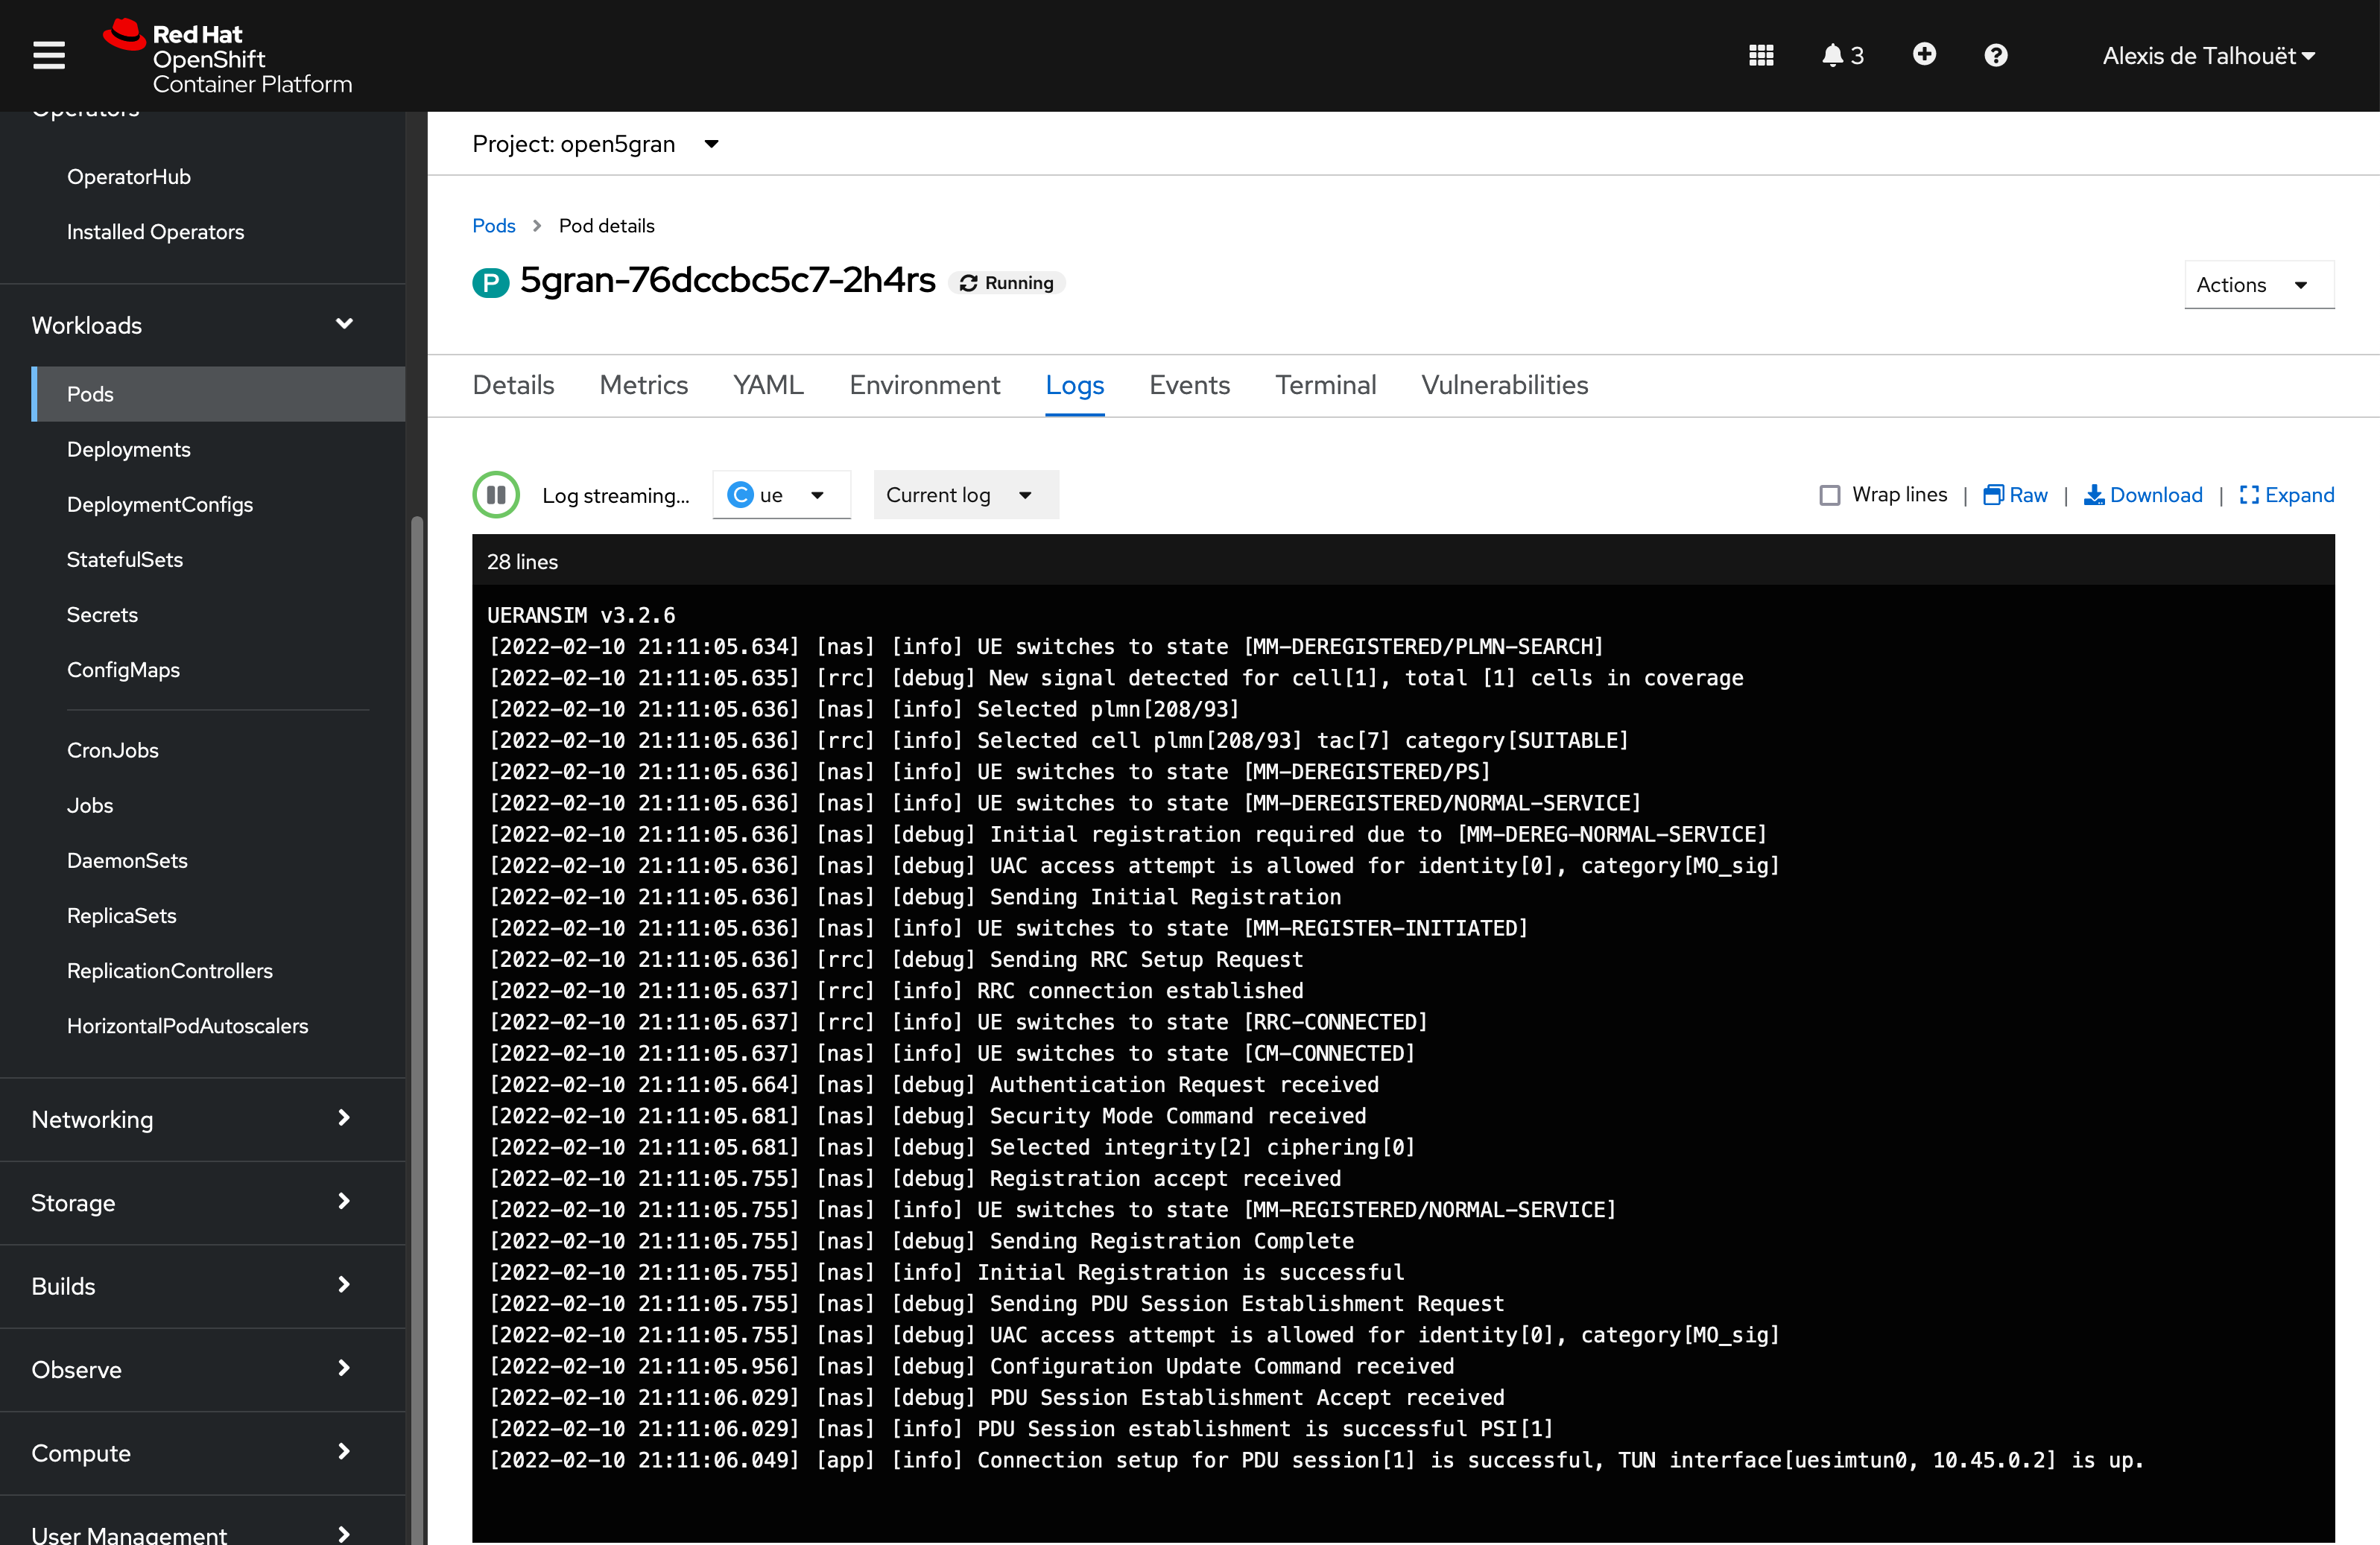 Red Hat
OpenShift
Container Platform
3
Alexis de Talhouët
Operators
OperatorHub
Installed Operators
Workloads
Pods
Deployments
DeploymentConfigs
StatefulSets
Secrets
ConfigMaps
CronJobs
Jobs
DaemonSets
ReplicaSets
ReplicationControllers
HorizontalPodAutoscalers
Networking
Storage
Builds
Observe
Compute
User Management
Project: open5gran
Pods > Pod details
P 5gran-76dccbc5c7-2h4rs Running
Actions
Details Metrics YAML Environment Logs Events Terminal Vulnerabilities
Log streaming... C ue Current log Wrap lines | Raw | Download | Expand
28 lines
UERANSIM v3.2.6
[2022-02-10 21:11:05.634] [nas] [info] UE switches to state [MM-DEREGISTERED/PLMN-SEARCH]
[2022-02-10 21:11:05.635] [rrc] [debug] New signal detected for cell[1], total [1] cells in coverage
[2022-02-10 21:11:05.636] [nas] [info] Selected plmn[208/93]
[2022-02-10 21:11:05.636] [rrc] [info] Selected cell plmn[208/93] tac[7] category[SUITABLE]
[2022-02-10 21:11:05.636] [nas] [info] UE switches to state [MM-DEREGISTERED/PS]
[2022-02-10 21:11:05.636] [nas] [info] UE switches to state [MM-DEREGISTERED/NORMAL-SERVICE]
[2022-02-10 21:11:05.636] [nas] [debug] Initial registration required due to [MM-DEREG-NORMAL-SERVICE]
[2022-02-10 21:11:05.636] [nas] [debug] UAC access attempt is allowed for identity[0], category[MO_sig]
[2022-02-10 21:11:05.636] [nas] [debug] Sending Initial Registration
[2022-02-10 21:11:05.636] [nas] [info] UE switches to state [MM-REGISTER-INITIATED]
[2022-02-10 21:11:05.636] [rrc] [debug] Sending RRC Setup Request
[2022-02-10 21:11:05.637] [rrc] [info] RRC connection established
[2022-02-10 21:11:05.637] [rrc] [info] UE switches to state [RRC-CONNECTED]
[2022-02-10 21:11:05.637] [nas] [info] UE switches to state [CM-CONNECTED]
[2022-02-10 21:11:05.664] [nas] [debug] Authentication Request received
[2022-02-10 21:11:05.681] [nas] [debug] Security Mode Command received
[2022-02-10 21:11:05.681] [nas] [debug] Selected integrity[2] ciphering[0]
[2022-02-10 21:11:05.755] [nas] [debug] Registration accept received
[2022-02-10 21:11:05.755] [nas] [info] UE switches to state [MM-REGISTERED/NORMAL-SERVICE]
[2022-02-10 21:11:05.755] [nas] [debug] Sending Registration Complete
[2022-02-10 21:11:05.755] [nas] [info] Initial Registration is successful
[2022-02-10 21:11:05.755] [nas] [debug] Sending PDU Session Establishment Request
[2022-02-10 21:11:05.755] [nas] [debug] UAC access attempt is allowed for identity[0], category[MO_sig]
[2022-02-10 21:11:05.956] [nas] [debug] Configuration Update Command received
[2022-02-10 21:11:06.029] [nas] [debug] PDU Session Establishment Accept received
[2022-02-10 21:11:06.029] [nas] [info] PDU Session establishment is successful PSI[1]
[2022-02-10 21:11:06.049] [app] [info] Connection setup for PDU session[1] is successful, TUN interface[uesimtun0, 10.45.0.2] is up.